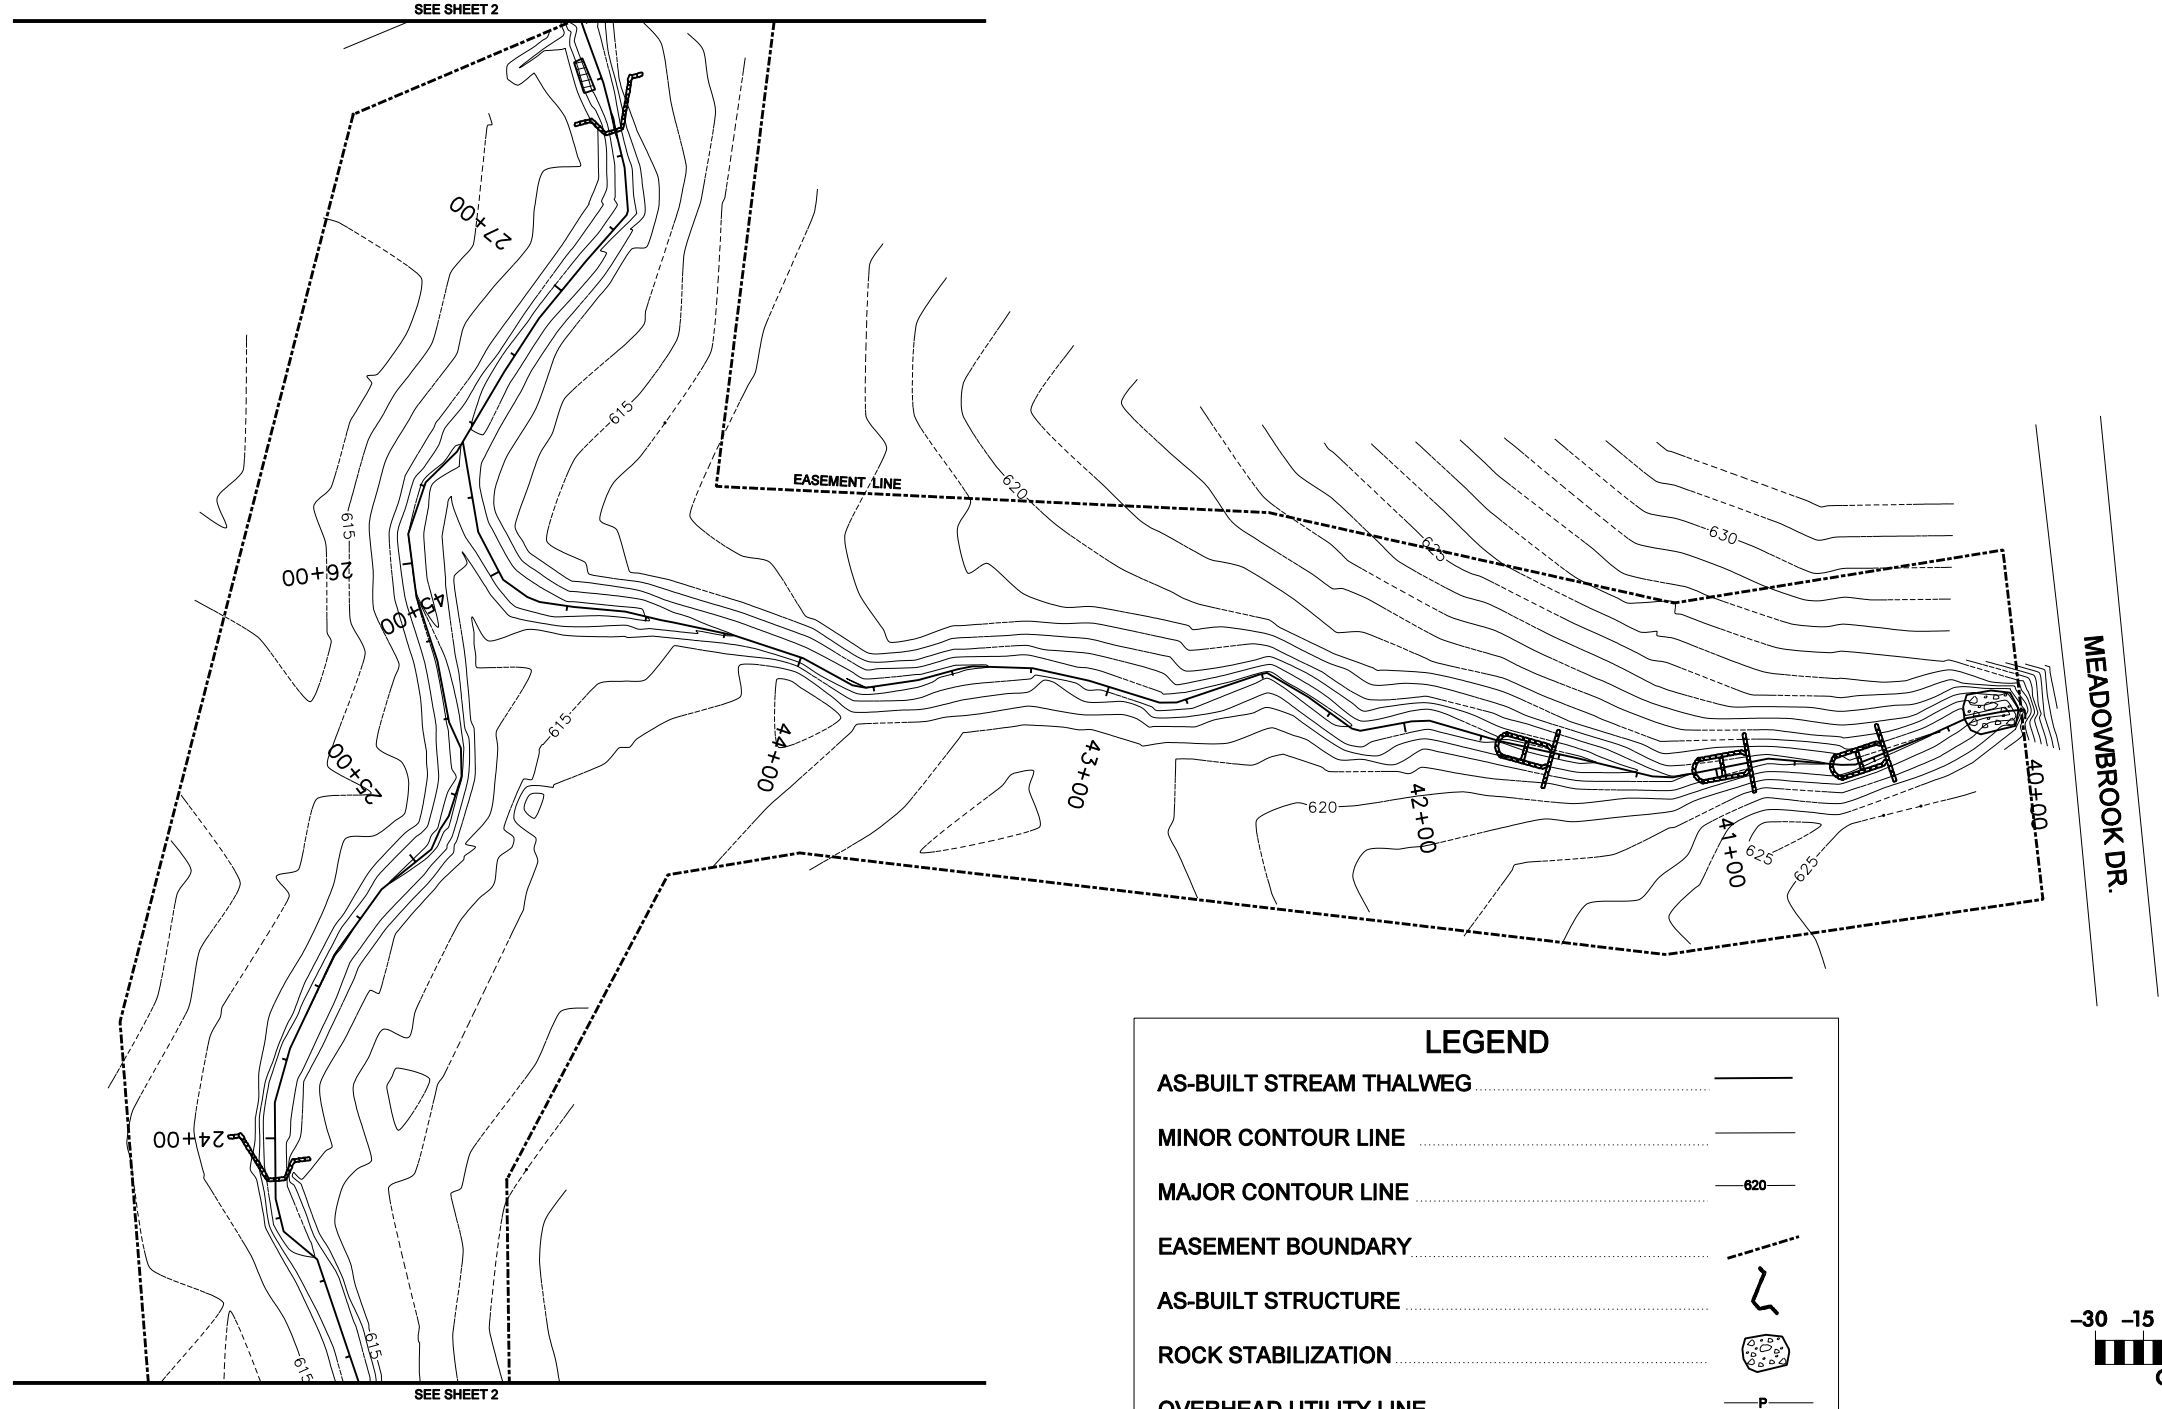 SEE SHEET 2
27+00
615
EASEMENT LINE
620
615
625
630
26+00
45+00
MEADOWBROOK DR.
615
44+00
43+00
25+00
40+00
620
42+00
41+00
625
625
24+00
615
615
SEE SHEET 2
LEGEND
AS-BUILT STREAM THALWEG
MINOR CONTOUR LINE
MAJOR CONTOUR LINE 620
EASEMENT BOUNDARY
AS-BUILT STRUCTURE
ROCK STABILIZATION
OVERHEAD UTILITY LINE P
-30 -15